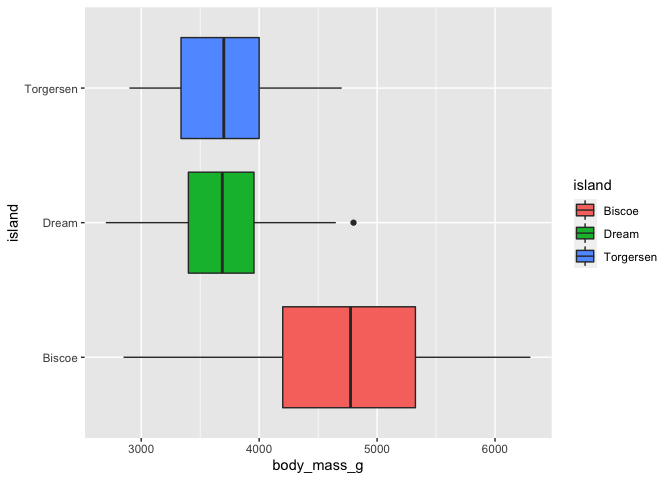 Torgersen
Dream
Biscoe
island
3000 4000 5000 6000
body_mass_g
island
Biscoe
Dream
Torgersen